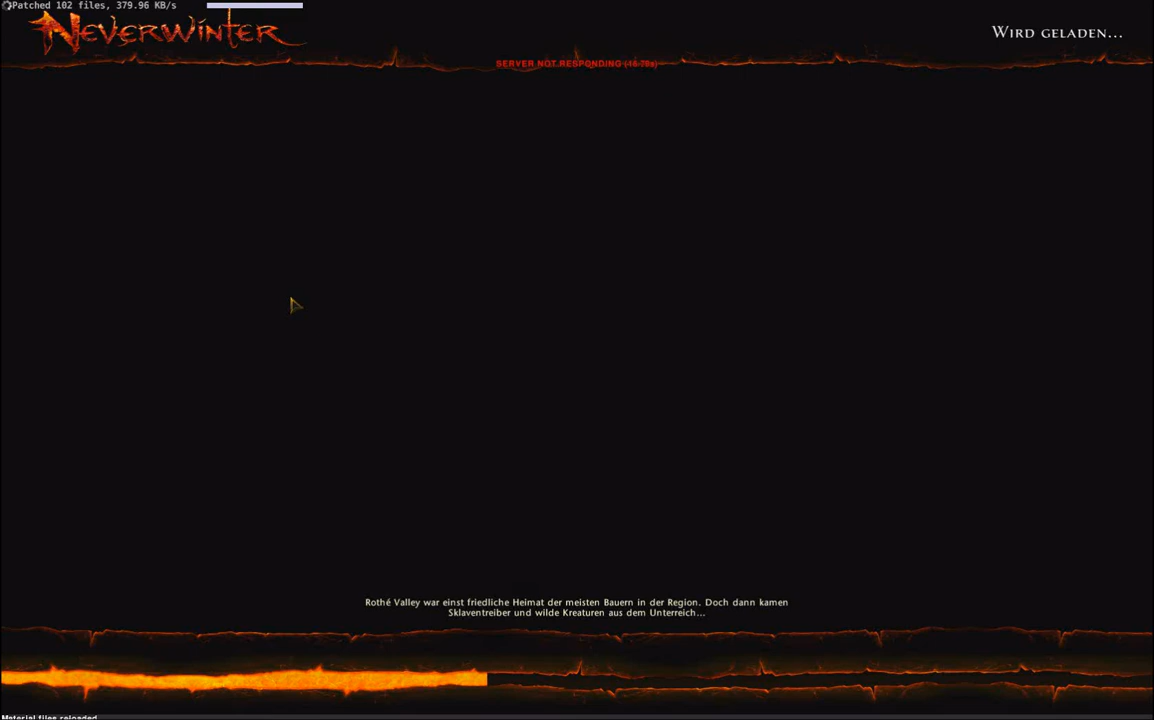 Patched 102 files, 379.96 KB/s
NEVERWINTER
WIRD GELADEN...
SERVER NOT RESPONDING
Rothé Valley war einst friedliche Heimat der meisten Bauern in der Region. Doch dann kamen
Sklaventreiber und wilde Kreaturen aus dem Unterreich...
Material files reloaded